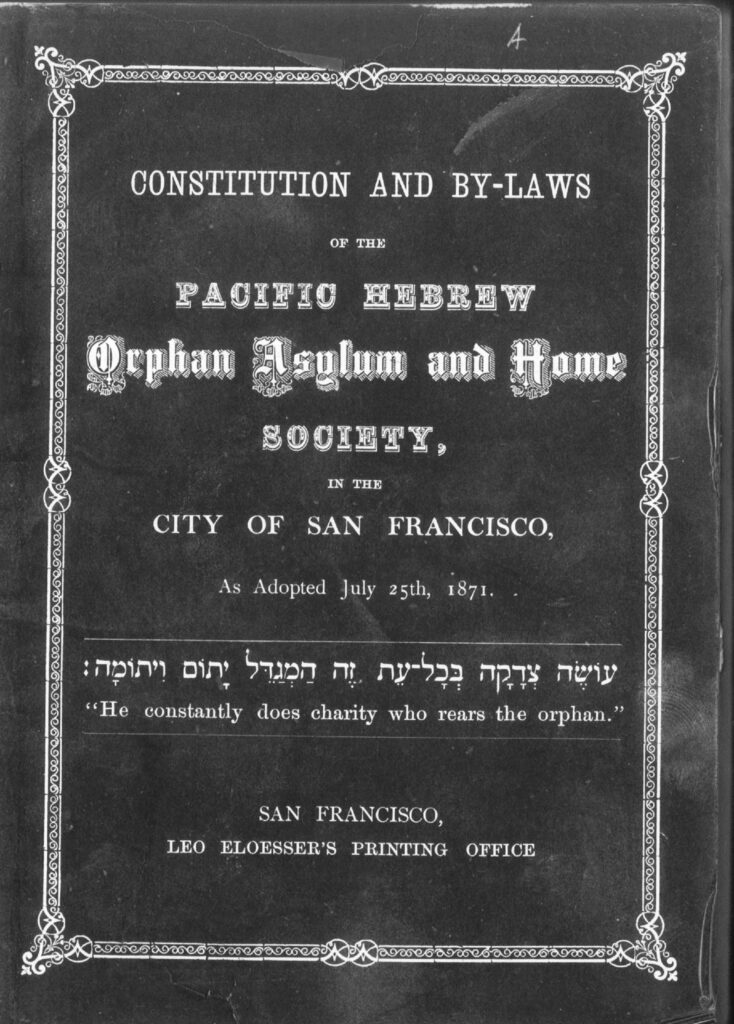 A
CONSTITUTION AND BY-LAWS
OF THE
PACIFIC HEBREW
Orphan Asylum and Home
SOCIETY,
IN THE
CITY OF SAN FRANCISCO,
As Adopted July 25th, 1871.
עוֹשֶׂה צְדָקָה בְּכָל־עֵת זֶה הַמְגַדֵּל יָתוֹם וִיתוֹמָה:
"He constantly does charity who rears the orphan."
SAN FRANCISCO,
LEO ELOESSER'S PRINTING OFFICE